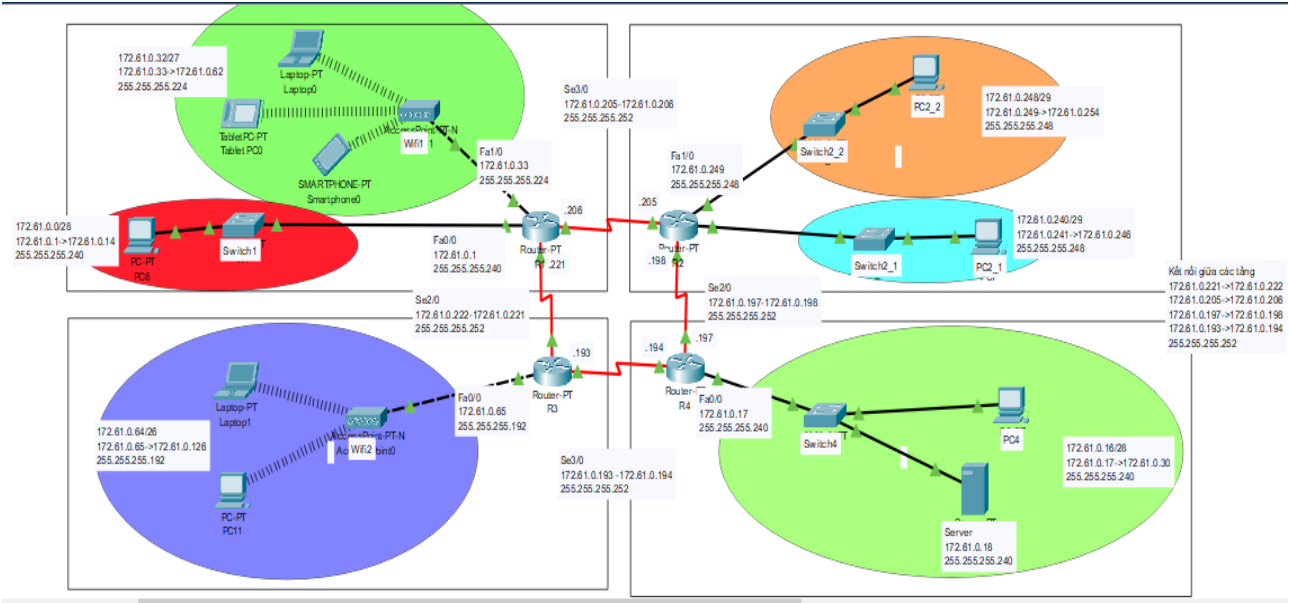 172.61.0.32/27
172.61.0.33->172.61.0.62
255.255.255.224
Laptop-PT
Laptop0
TabletPC-PT
Tablet PC0
Wifi1
1
SMARTPHONE-PT
Smartphone0
Fa1/0
172.61.0.33
255.255.255.224
Se3/0
172.61.0.205-172.61.0.206
255.255.255.252
PC2_2
172.61.0.248/29
172.61.0.249->172.61.0.254
255.255.255.248
Switch2_2
Fa1/0
172.61.0.249
255.255.255.248
172.61.0.0/28
172.61.0.1->172.61.0.14
255.255.255.240
PC-PT
PC6
Switch1
Fa0/0
172.61.0.1
255.255.255.240
.206
.205
Router-PT
R1
.221
.198
Router-PT
R2
Switch2_1
PC2_1
172.61.0.240/29
172.61.0.241->172.61.0.246
255.255.255.248
Kết nối giữa các tầng
172.61.0.221->172.61.0.222
172.61.0.205->172.61.0.206
172.61.0.197->172.61.0.198
172.61.0.193->172.61.0.194
255.255.255.252
Se2/0
172.61.0.222-172.61.0.221
255.255.255.252
Se2/0
172.61.0.197-172.61.0.198
255.255.255.252
.193
.194
.197
Router-PT
R3
R4
Laptop-PT
Laptop1
172.61.0.64/26
172.61.0.65->172.61.0.126
255.255.255.192
Wifi2
PC-PT
PC11
Fa0/0
172.61.0.65
255.255.255.192
Fa0/0
172.61.0.17
255.255.255.240
Switch4
PC4
172.61.0.16/28
172.61.0.17->172.61.0.30
255.255.255.240
Se3/0
172.61.0.193 -172.61.0.194
255.255.255.252
Server
172.61.0.18
255.255.255.240